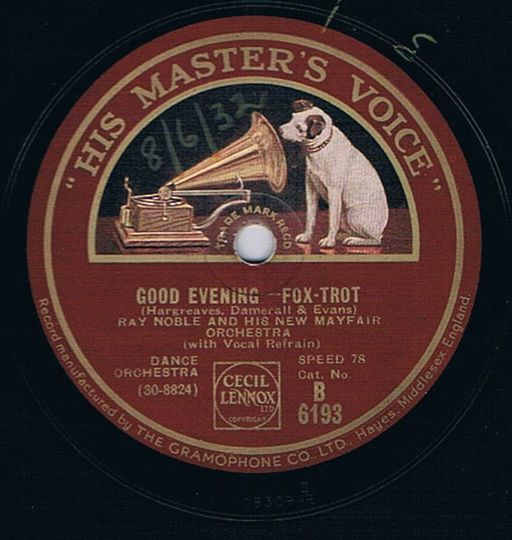 "HIS MASTER'S VOICE"
8/6/32
TRADE MARK REGD
GOOD EVENING—FOX-TROT
(Hargreaves, Damerall & Evans)
RAY NOBLE AND HIS NEW MAYFAIR
ORCHESTRA
(with Vocal Refrain)
DANCE
ORCHESTRA
(30-8824)
CECIL
LENNOX
LTD
COPYRIGHT
SPEED 78
Cat. No.
B
6193
Record manufactured by THE GRAMOPHONE CO., LTD., Hayes, Middlesex, England.